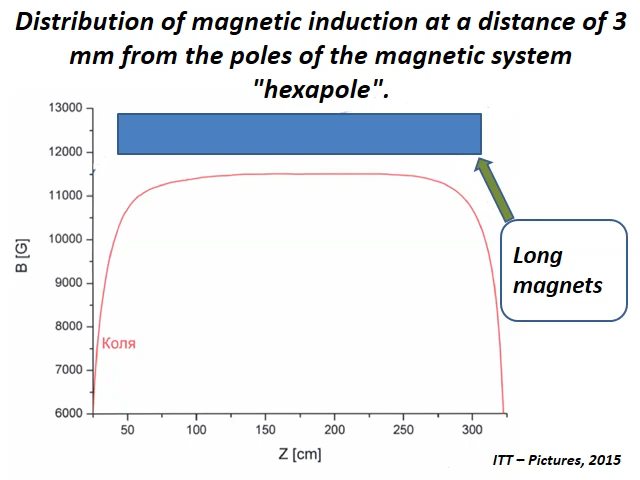 Distribution of magnetic induction at a distance of 3
mm from the poles of the magnetic system
"hexapole".
13000
12000
11000
10000
9000
8000
7000
6000
B [G]
Коля
Long
magnets
50
100
150
200
250
300
Z [cm]
ITT – Pictures, 2015